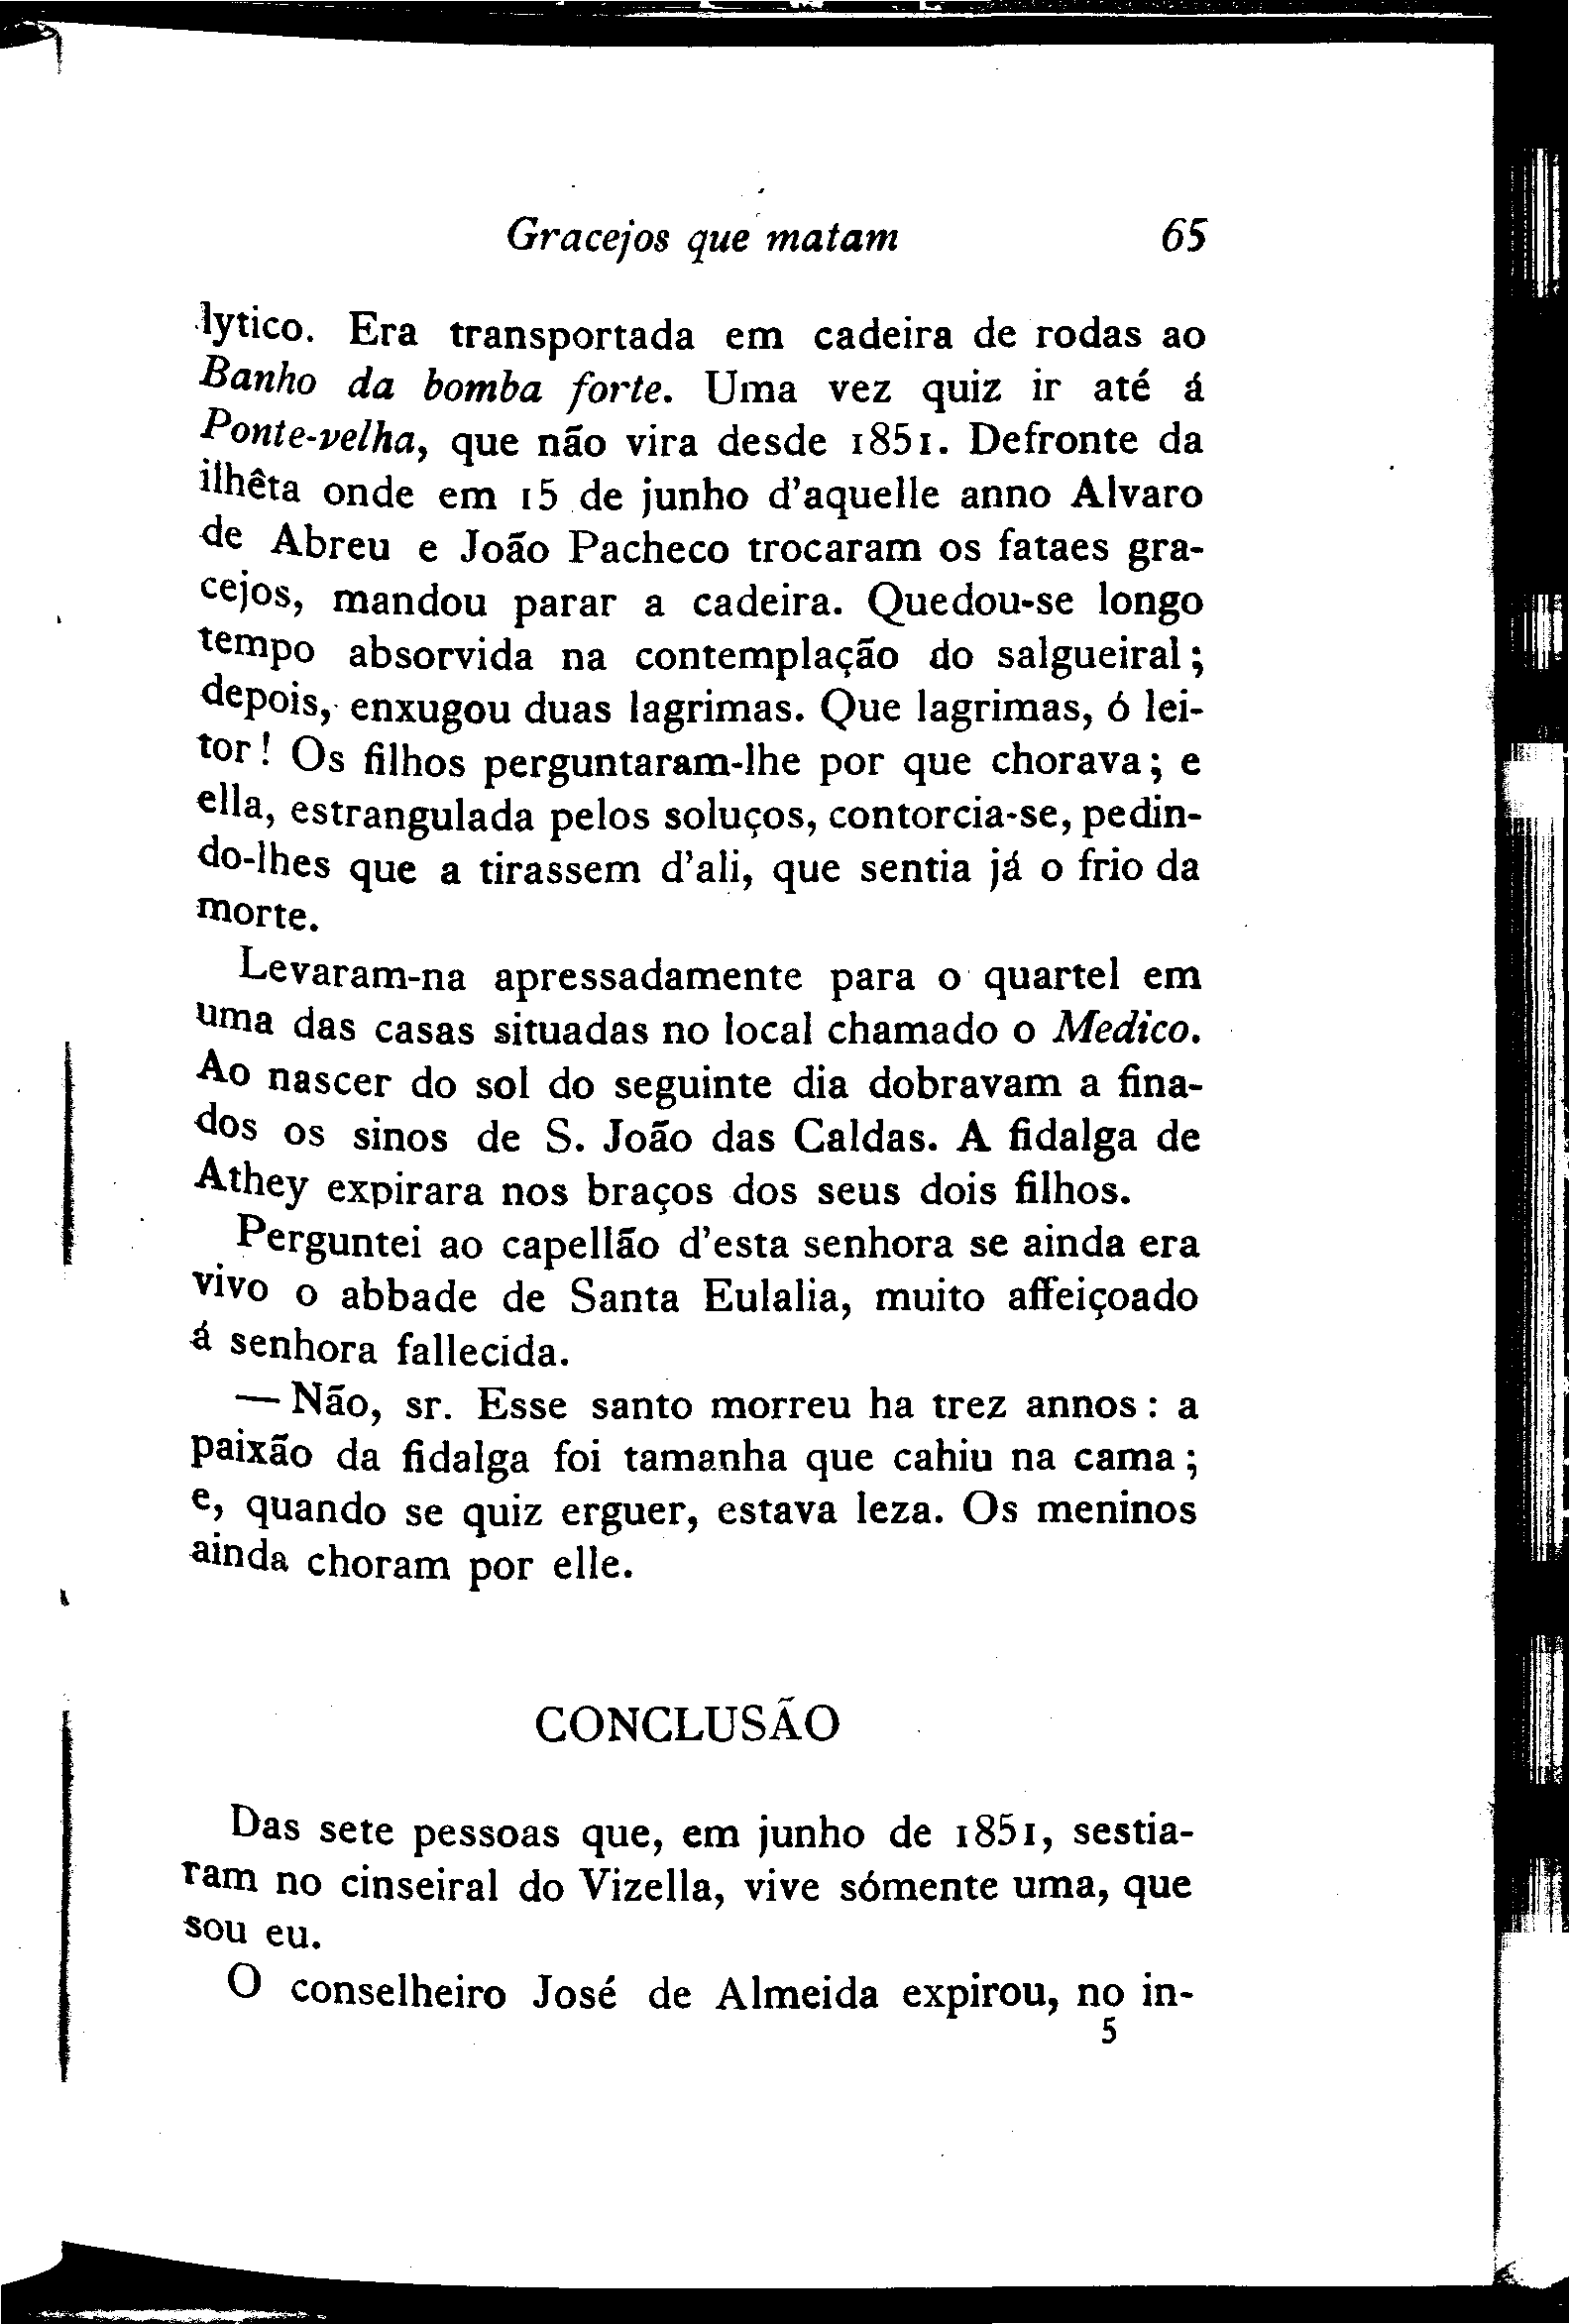 Gracejos que matam 65
lytico. Era transportada em cadeira de rodas ao
Banho da bomba forte. Uma vez quiz ir até á
Ponte-velha, que não vira desde 1851. Defronte da
ilhêta onde em 15 de junho d'aquelle anno Alvaro
de Abreu e João Pacheco trocaram os fataes gra-
cejos, mandou parar a cadeira. Quedou-se longo
tempo absorvida na contemplação do salgueiral;
depois, enxugou duas lagrimas. Que lagrimas, ó lei-
tor! Os filhos perguntaram-lhe por que chorava; e
ella, estrangulada pelos soluços, contorcia-se, pedin-
do-lhes que a tirassem d'ali, que sentia já o frio da
morte.
Levaram-na apressadamente para o quartel em
uma das casas situadas no local chamado o Medico.
Ao nascer do sol do seguinte dia dobravam a fina-
dos os sinos de S. João das Caldas. A fidalga de
Athey expirara nos braços dos seus dois filhos.
Perguntei ao capellão d'esta senhora se ainda era
vivo o abbade de Santa Eulalia, muito affeiçoado
á senhora fallecida.
— Não, sr. Esse santo morreu ha trez annos: a
paixão da fidalga foi tamanha que cahiu na cama;
e, quando se quiz erguer, estava leza. Os meninos
ainda choram por elle.
CONCLUSÃO
Das sete pessoas que, em junho de 1851, sestia-
ram no cinseiral do Vizella, vive sómente uma, que
sou eu.
O conselheiro José de Almeida expirou, no in-
5